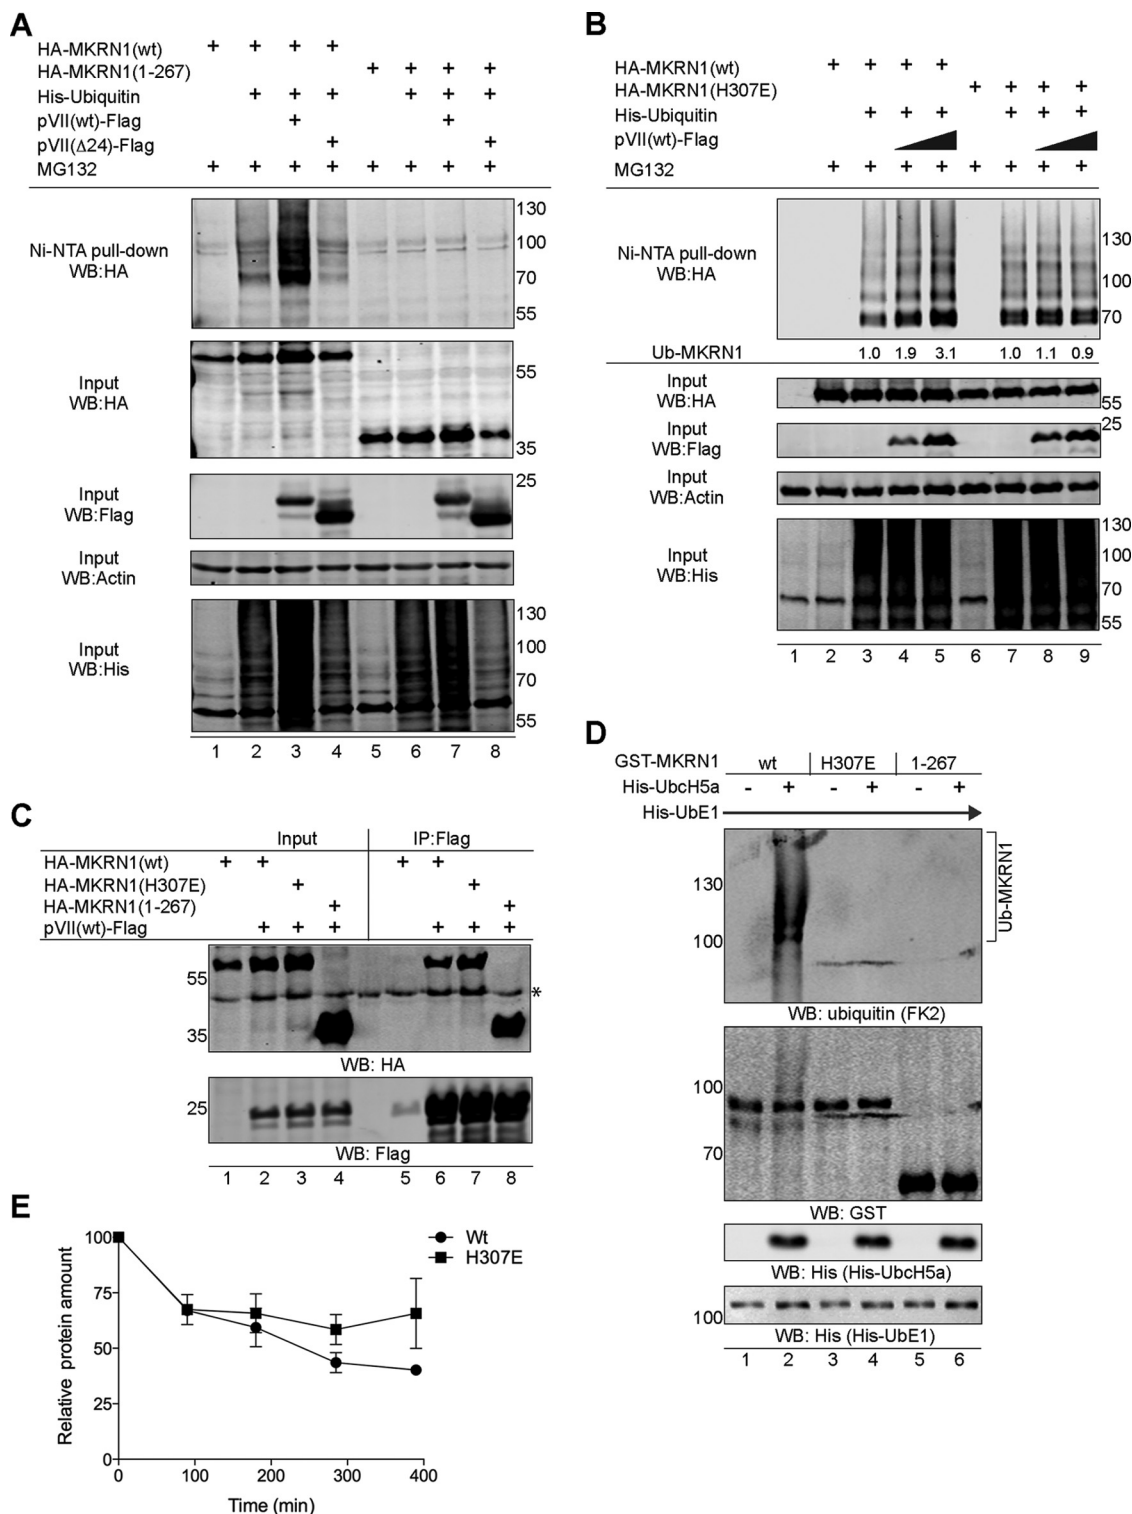 A
HA-MKRN1(wt) + + + +
HA-MKRN1(1-267) + + + +
His-Ubiquitin + + + + + +
pVII(wt)-Flag + +
pVII(Δ24)-Flag + +
MG132 + + + + + + + +
Ni-NTA pull-down
WB:HA
130
100
70
55
Input
WB:HA
55
35
Input
WB:Flag
25
Input
WB:Actin
Input
WB:His
130
100
70
55
1 2 3 4 5 6 7 8
B
HA-MKRN1(wt) + + + +
HA-MKRN1(H307E) + + + +
His-Ubiquitin + + + + + +
pVII(wt)-Flag
MG132 + + + + + + + +
Ni-NTA pull-down
WB:HA
130
100
70
Ub-MKRN1 1.0 1.9 3.1 1.0 1.1 0.9
Input
WB:HA
55
Input
WB:Flag
25
Input
WB:Actin
Input
WB:His
130
100
70
55
1 2 3 4 5 6 7 8 9
C
Input IP:Flag
HA-MKRN1(wt) + + + +
HA-MKRN1(H307E) + +
HA-MKRN1(1-267) + +
pVII(wt)-Flag + + + + + +
55
35
*
WB: HA
25
WB: Flag
1 2 3 4 5 6 7 8
D
GST-MKRN1 wt H307E 1-267
His-UbcH5a - + - + - +
His-UbE1
130
100
Ub-MKRN1
WB: ubiquitin (FK2)
100
70
WB: GST
WB: His (His-UbcH5a)
100
WB: His (His-UbE1)
1 2 3 4 5 6
E
Relative protein amount
100
75
50
25
0
0 100 200 300 400
Time (min)
Wt
H307E